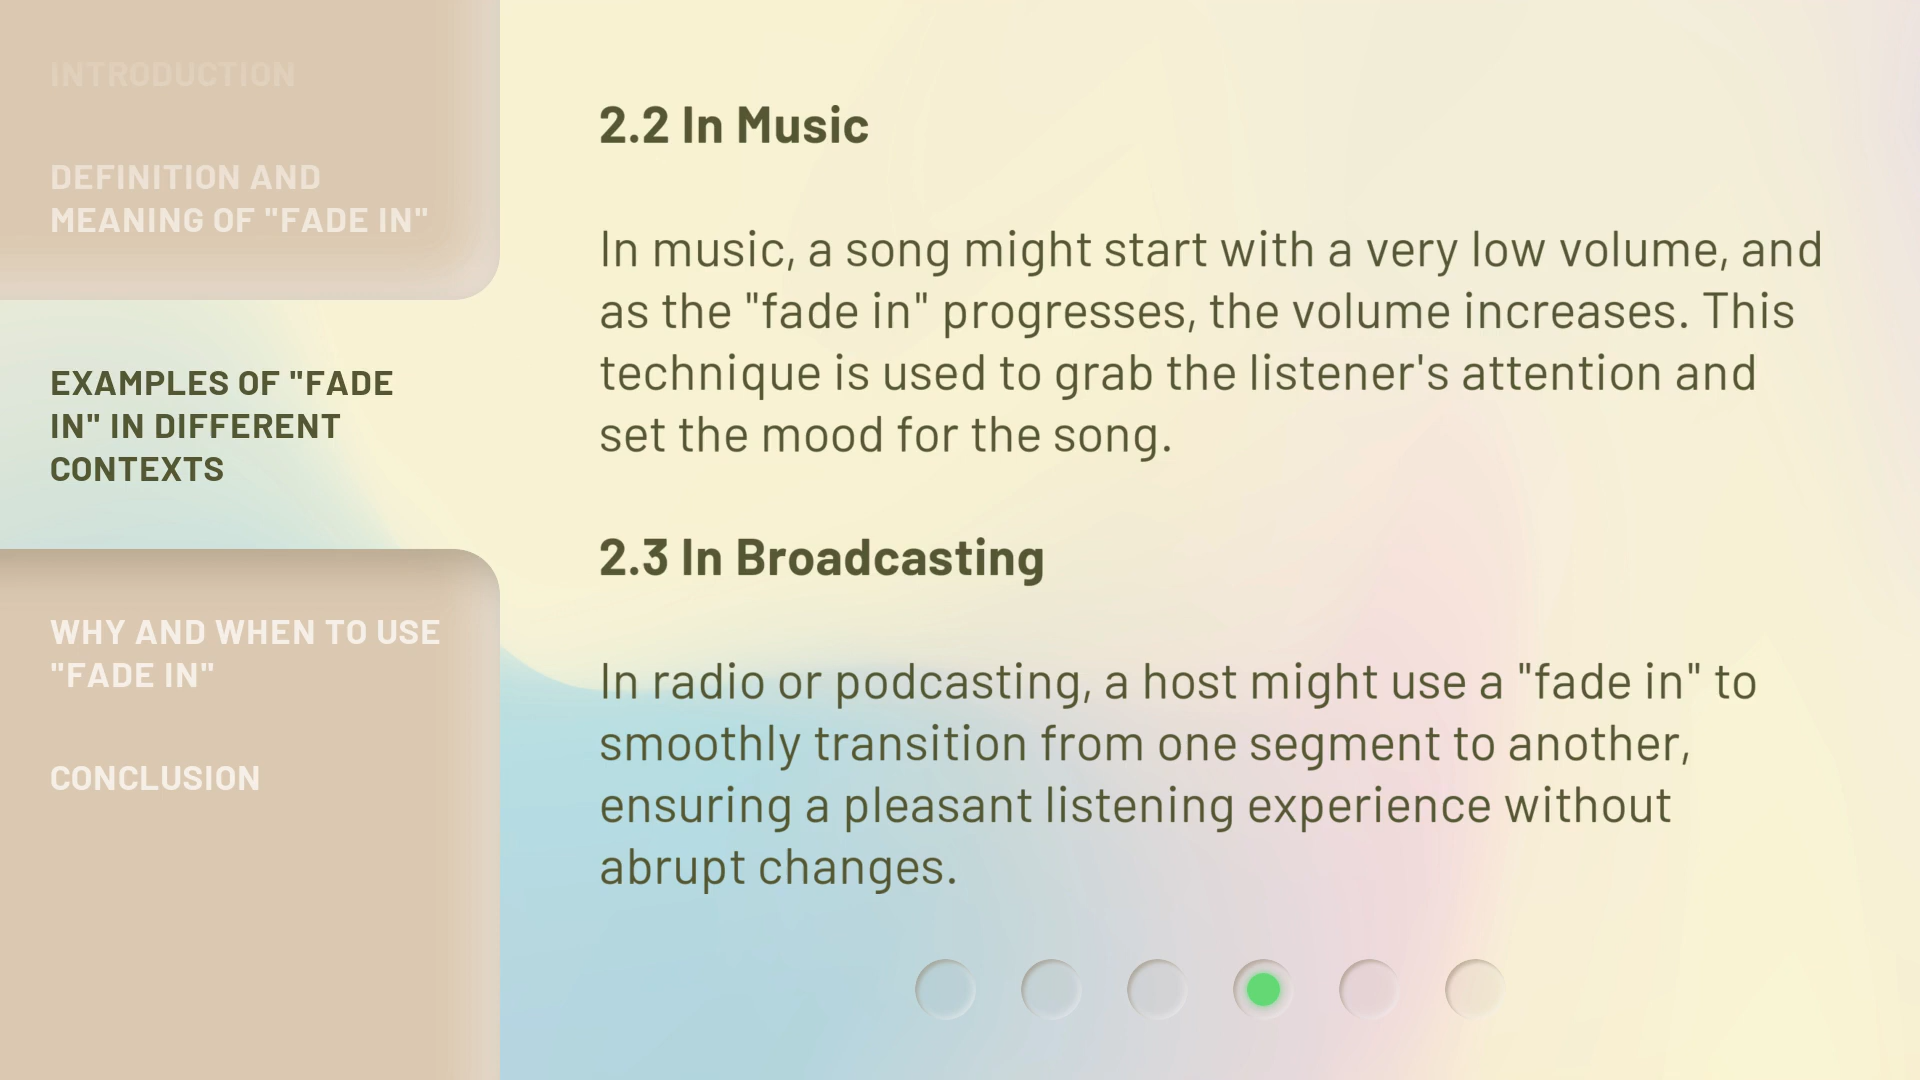 INTRODUCTION
DEFINITION AND
MEANING OF "FADE IN"
EXAMPLES OF "FADE
IN" IN DIFFERENT
CONTEXTS
WHY AND WHEN TO USE
"FADE IN"
CONCLUSION
2.2 In Music
In music, a song might start with a very low volume, and
as the "fade in" progresses, the volume increases. This
technique is used to grab the listener's attention and
set the mood for the song.
2.3 In Broadcasting
In radio or podcasting, a host might use a "fade in" to
smoothly transition from one segment to another,
ensuring a pleasant listening experience without
abrupt changes.